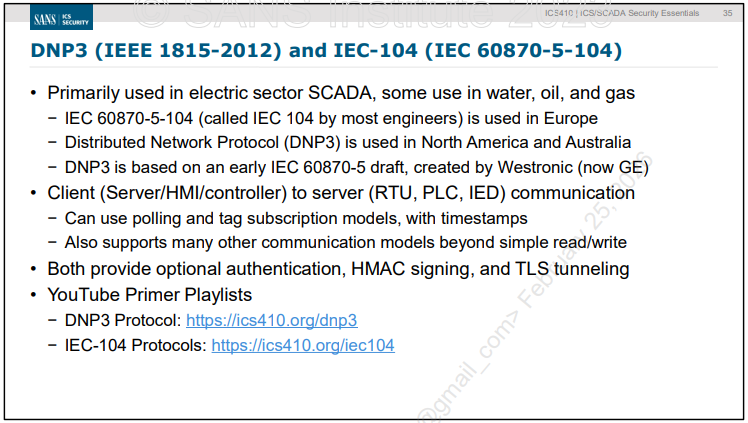 © SANS Institute 2026
SANS ICS SECURITY
ICS410 | ICS/SCADA Security Essentials 35
DNP3 (IEEE 1815-2012) and IEC-104 (IEC 60870-5-104)
• Primarily used in electric sector SCADA, some use in water, oil, and gas
− IEC 60870-5-104 (called IEC 104 by most engineers) is used in Europe
− Distributed Network Protocol (DNP3) is used in North America and Australia
− DNP3 is based on an early IEC 60870-5 draft, created by Westronic (now GE)
• Client (Server/HMI/controller) to server (RTU, PLC, IED) communication
− Can use polling and tag subscription models, with timestamps
− Also supports many other communication models beyond simple read/write
• Both provide optional authentication, HMAC signing, and TLS tunneling
• YouTube Primer Playlists
− DNP3 Protocol: https://ics410.org/dnp3
− IEC-104 Protocols: https://ics410.org/iec104
@gmail_com> February 25, 2026